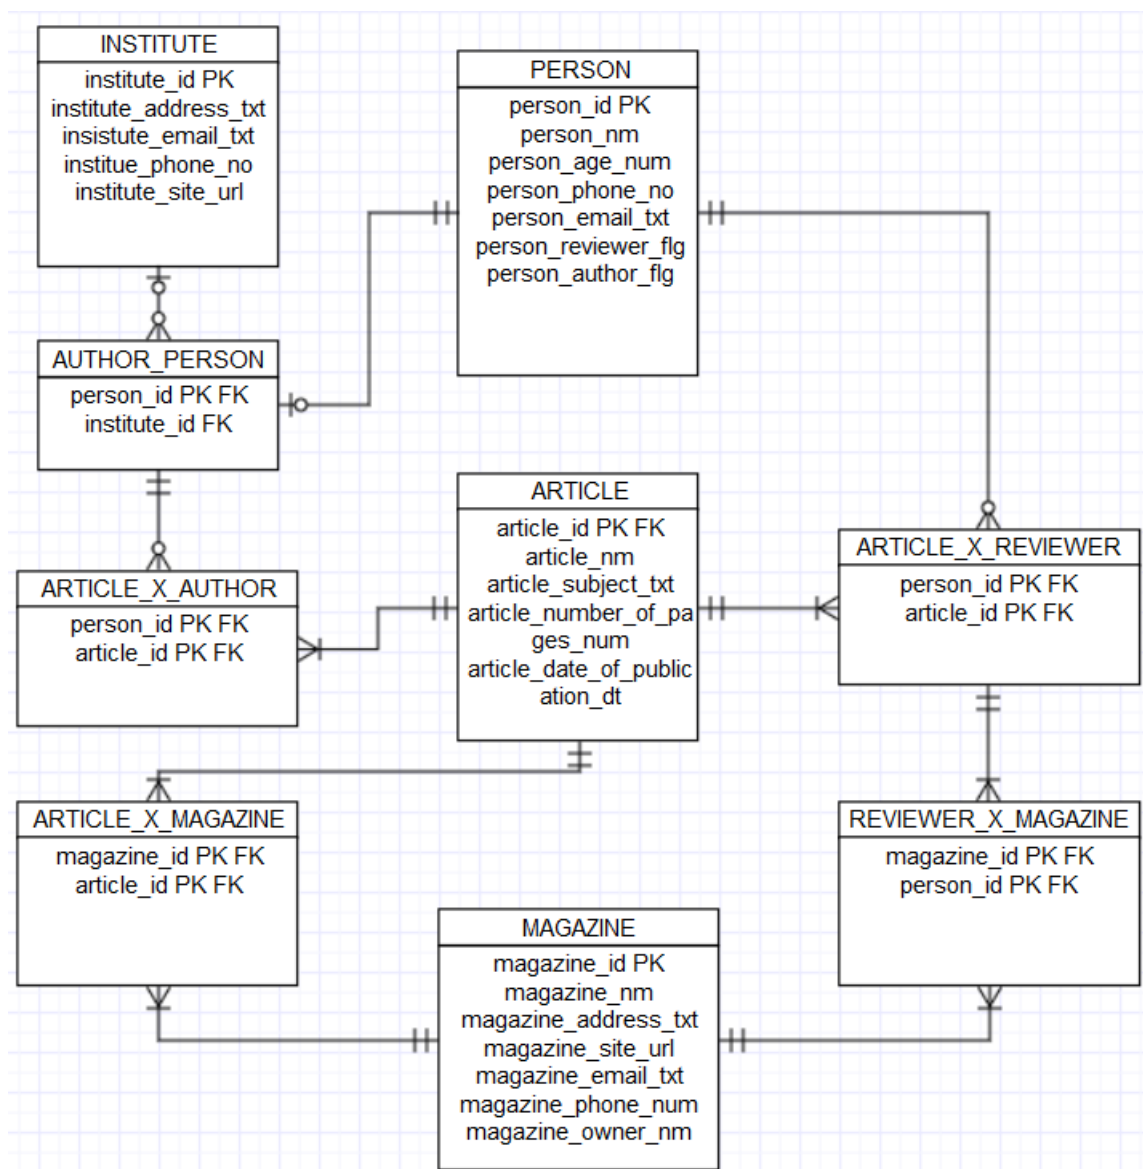 INSTITUTE
institute_id PK
institute_address_txt
insistute_email_txt
institue_phone_no
institute_site_url
PERSON
person_id PK
person_nm
person_age_num
person_phone_no
person_email_txt
person_reviewer_flg
person_author_flg
AUTHOR_PERSON
person_id PK FK
institute_id FK
ARTICLE
article_id PK FK
article_nm
article_subject_txt
article_number_of_pa
ges_num
article_date_of_public
ation_dt
ARTICLE_X_REVIEWER
person_id PK FK
article_id PK FK
ARTICLE_X_AUTHOR
person_id PK FK
article_id PK FK
ARTICLE_X_MAGAZINE
magazine_id PK FK
article_id PK FK
REVIEWER_X_MAGAZINE
magazine_id PK FK
person_id PK FK
MAGAZINE
magazine_id PK
magazine_nm
magazine_address_txt
magazine_site_url
magazine_email_txt
magazine_phone_num
magazine_owner_nm